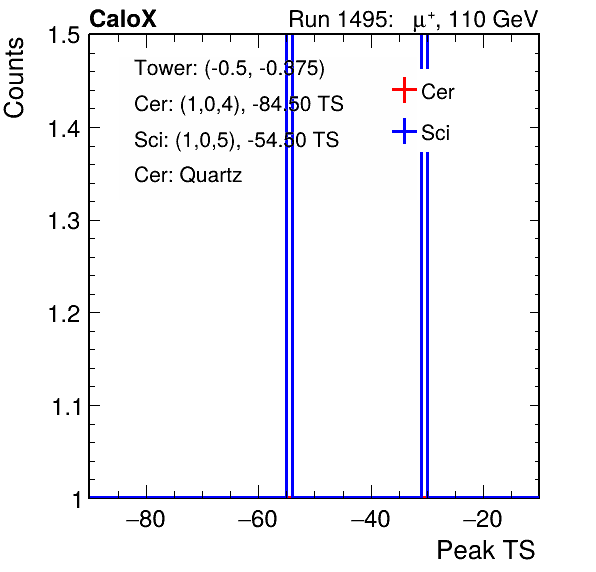 CaloX Run 1495: μ⁺, 110 GeV
Counts
1.5
1.4
1.3
1.2
1.1
1
Tower: (-0.5, -0.375)
Cer: (1,0,4), -84.50 TS
Sci: (1,0,5), -54.50 TS
Cer: Quartz
Cer
Sci
−80 −60 −40 −20
Peak TS